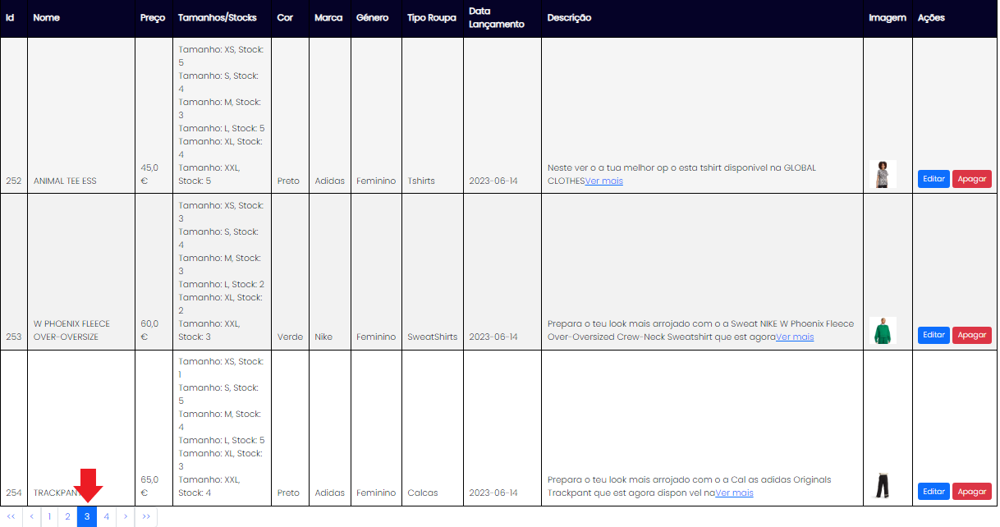 Id Nome Preço Tamanhos/Stocks Cor Marca Género Tipo Roupa Data Lançamento Descrição Imagem Ações
Tamanho: XS, Stock:
5
Tamanho: S, Stock:
4
Tamanho: M, Stock:
3
Tamanho: L, Stock: 5
Tamanho: XL, Stock:
4
Tamanho: XXL,
Stock: 5
252 ANIMAL TEE ESS 45,0 € Preto Adidas Feminino Tshirts 2023-06-14
Neste ver o a tua melhor op o esta tshirt disponivel na GLOBAL
CLOTHESVer mais
Editar Apagar
Tamanho: XS, Stock:
3
Tamanho: S, Stock:
4
Tamanho: M, Stock:
3
Tamanho: L, Stock: 2
Tamanho: XL, Stock:
2
Tamanho: XXL,
Stock: 3
253 W PHOENIX FLEECE
OVER-OVERSIZE 60,0 € Verde Nike Feminino SweatShirts 2023-06-14
Prepara o teu look mais arrojado com o a Sweat NIKE W Phoenix Fleece
Over-Oversized Crew-Neck Sweatshirt que est agoraVer mais
Editar Apagar
Tamanho: XS, Stock:
1
Tamanho: S, Stock:
5
Tamanho: M, Stock:
4
Tamanho: L, Stock: 5
Tamanho: XL, Stock:
3
Tamanho: XXL,
Stock: 4
254 TRACKPAN 65,0 € Preto Adidas Feminino Calcas 2023-06-14
Prepara o teu look mais arrojado com o a Cal as adidas Originals
Trackpant que est agora dispon vel naVer mais
Editar Apagar
<< < 1 2 3 4 > >>